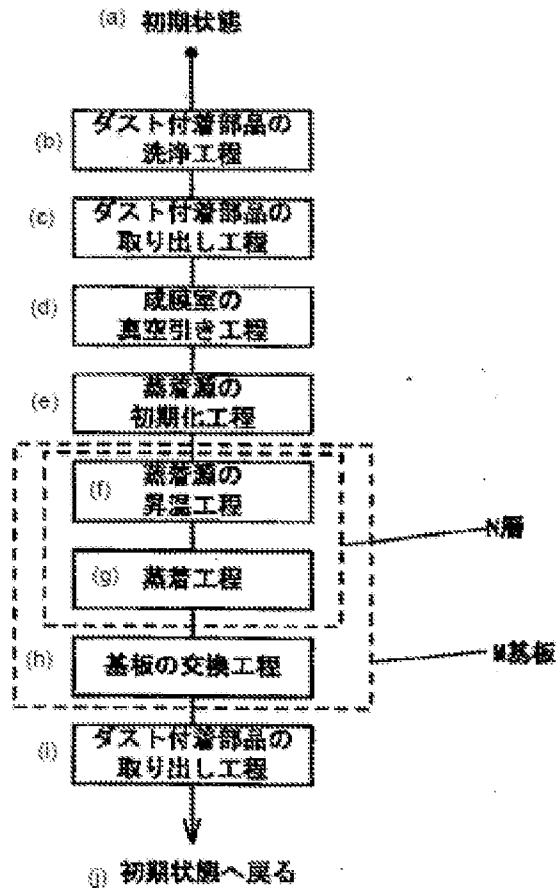 (a) 初期状態
(b) ダスト付着部品の
洗浄工程
(c) ダスト付着部品の
取り出し工程
(d) 成膜室の
真空引き工程
(e) 蒸着源の
初期化工程
(f) 蒸着源の
昇温工程
N層
(g) 蒸着工程
(h) 基板の交換工程
M基板
(i) ダスト付着部品の
取り出し工程
(j) 初期状態へ戻る